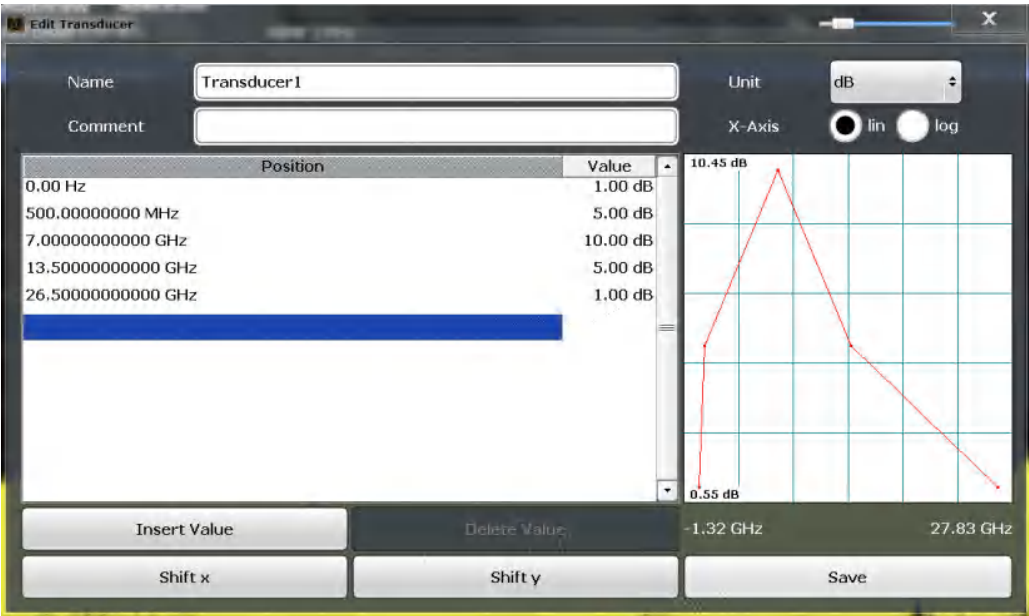 Edit Transducer
X
Name Transducer1 Unit dB
Comment X-Axis lin log
Position Value
0.00 Hz 1.00 dB
500.00000000 MHz 5.00 dB
7.00000000000 GHz 10.00 dB
13.50000000000 GHz 5.00 dB
26.50000000000 GHz 1.00 dB
10.45 dB
0.55 dB
-1.32 GHz 27.83 GHz
Insert Value Delete Value
Shift x Shift y Save